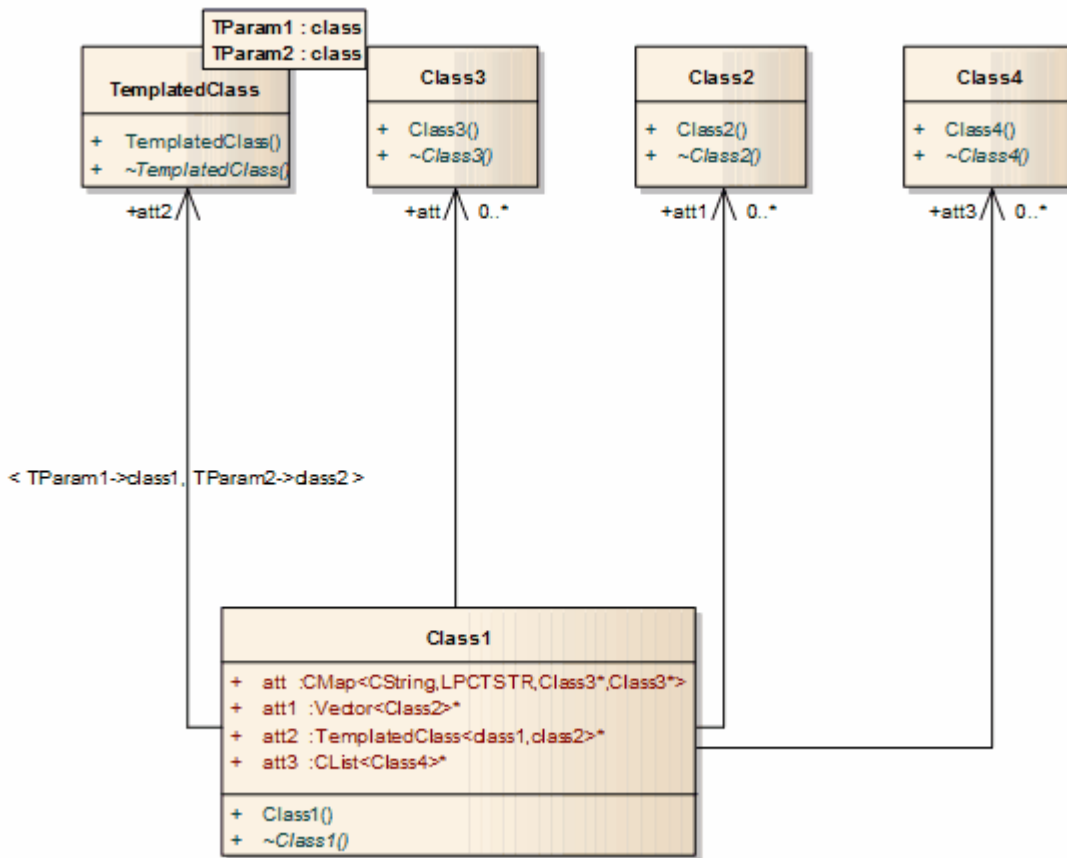 TParam1 : class
TParam2 : class
TemplatedClass
+ TemplatedClass()
+ ~TemplatedClass()
Class3
+ Class3()
+ ~Class3()
Class2
+ Class2()
+ ~Class2()
Class4
+ Class4()
+ ~Class4()
+att2
+att 0..*
+att1 0..*
+att3 0..*
< TParam1->class1, TParam2->class2 >
Class1
+ att :CMap<CString,LPCTSTR,Class3*,Class3*>
+ att1 :Vector<Class2>*
+ att2 :TemplatedClass<class1,class2>*
+ att3 :CList<Class4>*
+ Class1()
+ ~Class1()